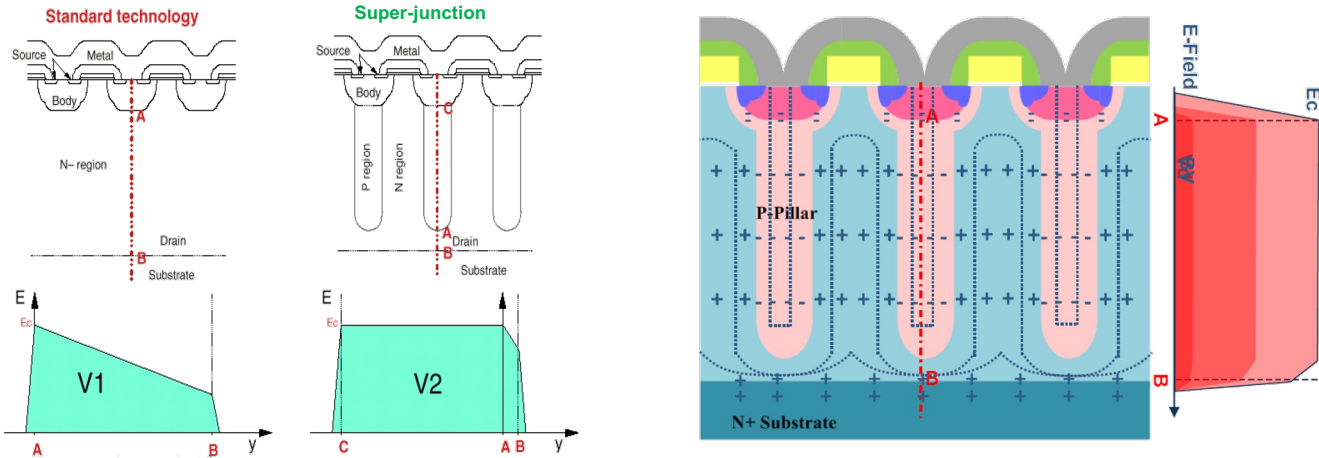 Standard technology
Source
Metal
Body
A
N– region
Drain
B
Substrate
E
Ec
V1
A
B
y
Super-junction
Source
Metal
Body
C
P region
N region
A
Drain
B
Substrate
E
Ec
V2
C
A
B
y
A
P-Pillar
B
N+ Substrate
E-Field
Ec
A
B